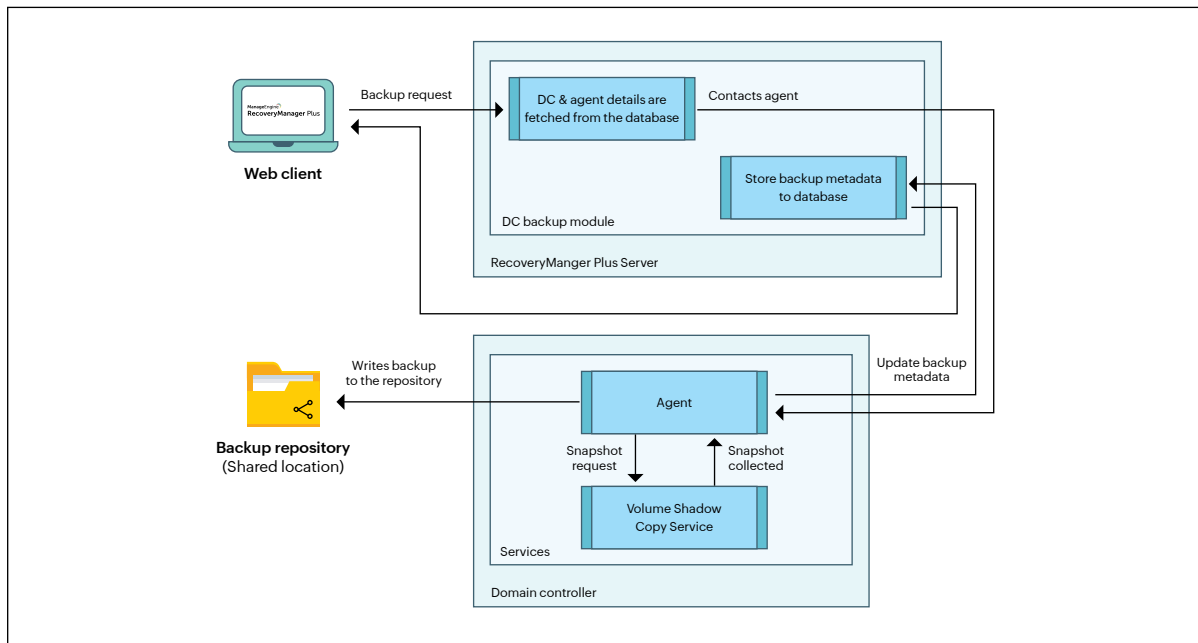 ManageEngine
RecoveryManager Plus
Web client
Backup request
DC & agent details are
fetched from the database
Contacts agent
Store backup metadata
to database
DC backup module
RecoveryManger Plus Server
Writes backup
to the repository
Backup repository
(Shared location)
Agent
Update backup
metadata
Snapshot
request
Snapshot
collected
Volume Shadow
Copy Service
Services
Domain controller